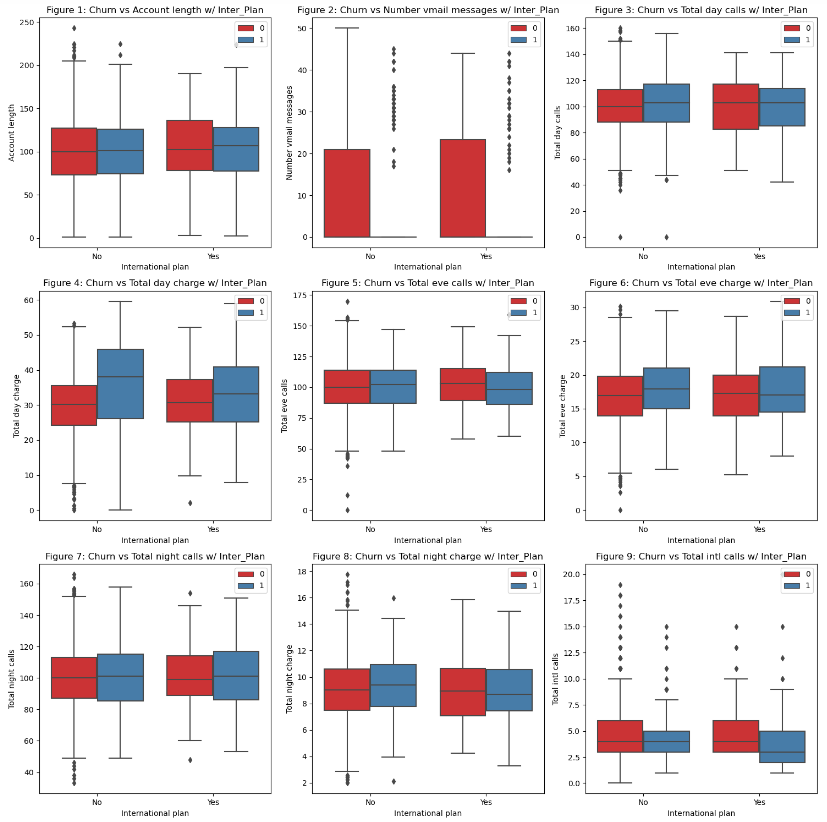 Figure 1: Churn vs Account length w/ Inter_Plan
250
200
150
100
50
0
Account length
0
1
No
Yes
International plan
Figure 2: Churn vs Number vmail messages w/ Inter_Plan
50
40
30
20
10
0
Number vmail messages
0
1
No
Yes
International plan
Figure 3: Churn vs Total day calls w/ Inter_Plan
160
140
120
100
80
60
40
20
0
Total day calls
0
1
No
Yes
International plan
Figure 4: Churn vs Total day charge w/ Inter_Plan
60
50
40
30
20
10
0
Total day charge
0
1
No
Yes
International plan
Figure 5: Churn vs Total eve calls w/ Inter_Plan
175
150
125
100
75
50
25
0
Total eve calls
0
1
No
Yes
International plan
Figure 6: Churn vs Total eve charge w/ Inter_Plan
30
25
20
15
10
5
0
Total eve charge
0
1
No
Yes
International plan
Figure 7: Churn vs Total night calls w/ Inter_Plan
160
140
120
100
80
60
40
Total night calls
0
1
No
Yes
International plan
Figure 8: Churn vs Total night charge w/ Inter_Plan
18
16
14
12
10
8
6
4
2
Total night charge
0
1
No
Yes
International plan
Figure 9: Churn vs Total intl calls w/ Inter_Plan
20.0
17.5
15.0
12.5
10.0
7.5
5.0
2.5
0.0
Total intl calls
0
1
No
Yes
International plan